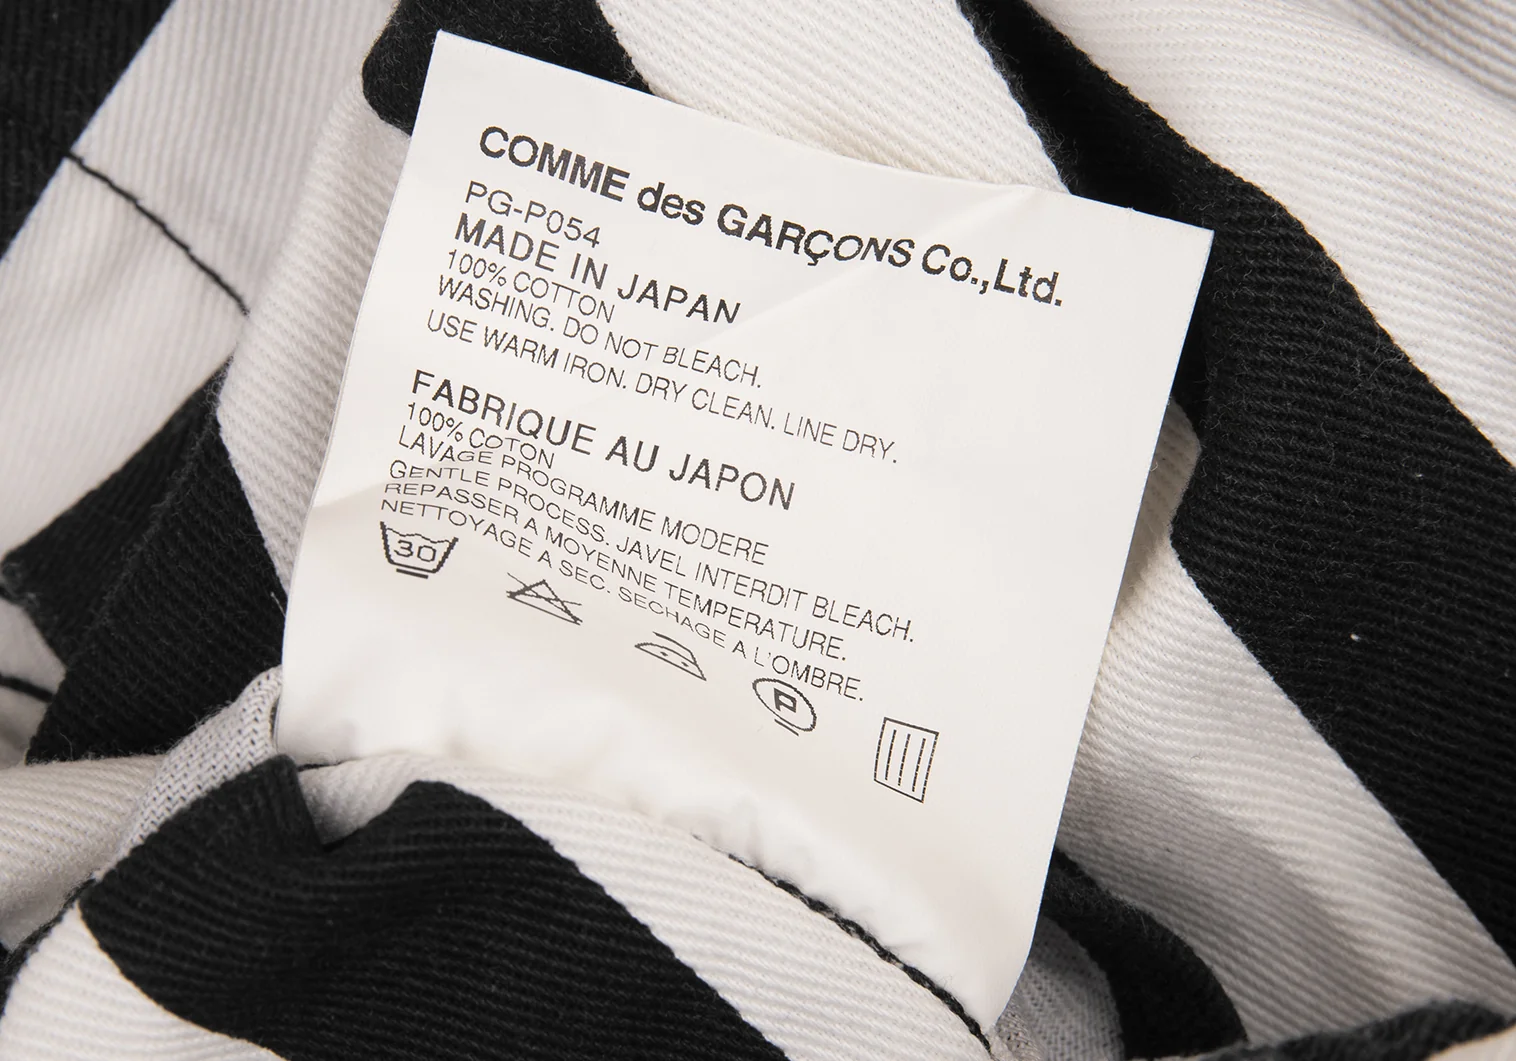 COMME des GARÇONS Co.,Ltd.
PG-P054
MADE IN JAPAN
100% COTTON
WASHING. DO NOT BLEACH.
USE WARM IRON. DRY CLEAN. LINE DRY.
FABRIQUE AU JAPON
100% COTON
LAVAGE PROGRAMME MODERE
GENTLE PROCESS. JAVEL INTERDIT BLEACH.
REPASSER A MOYENNE TEMPERATURE.
NETTOYAGE A SEC. SECHAGE A L'OMBRE.
30
P